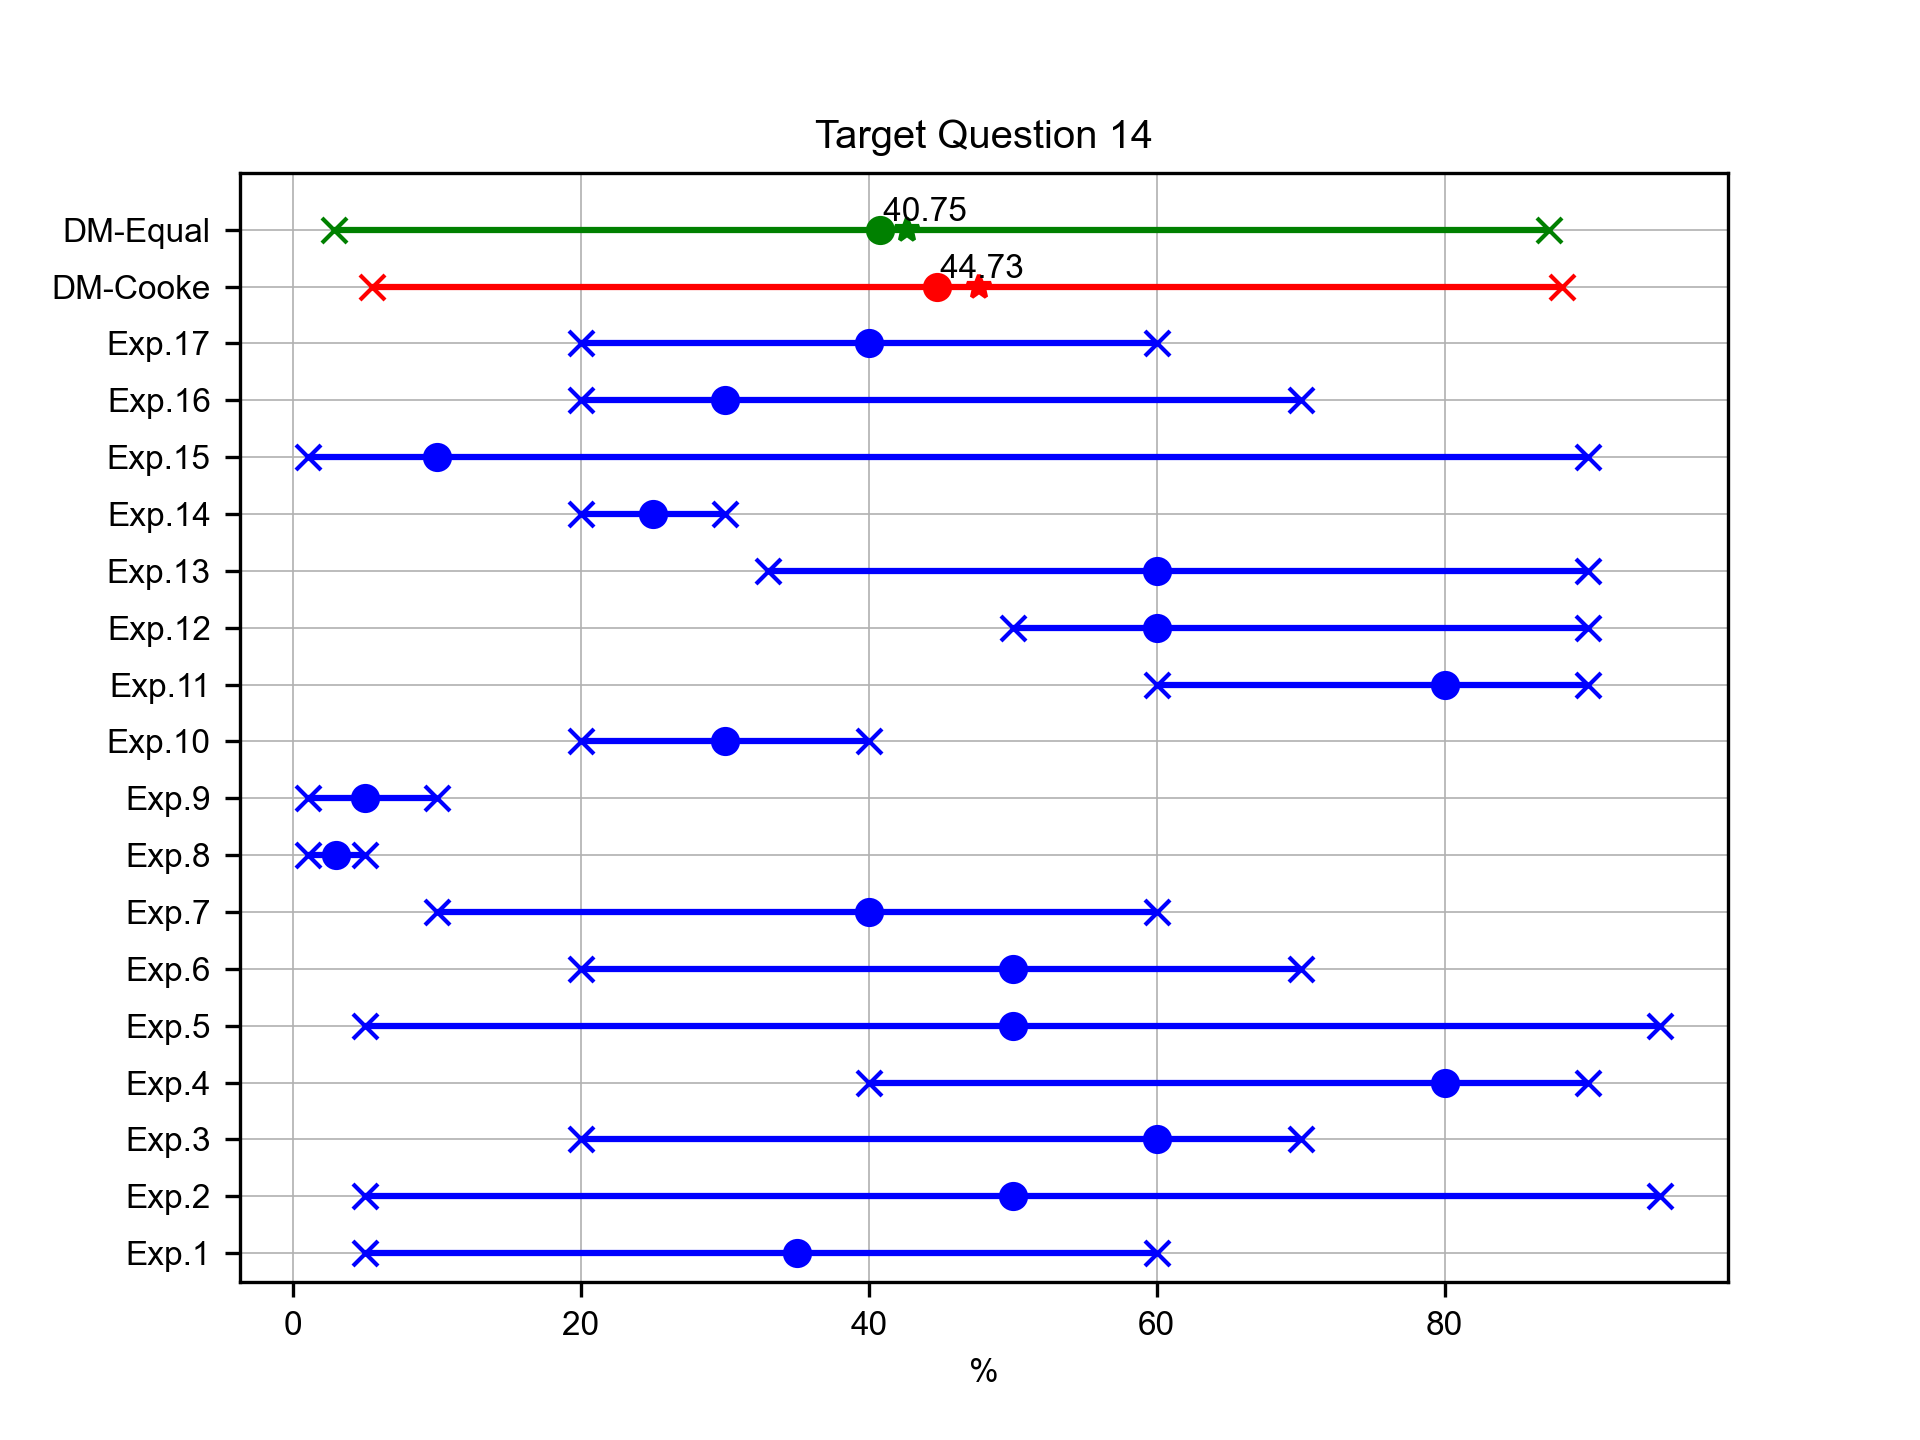 Target Question 14
DM-Equal
40.75
DM-Cooke
44.73
Exp.17
Exp.16
Exp.15
Exp.14
Exp.13
Exp.12
Exp.11
Exp.10
Exp.9
Exp.8
Exp.7
Exp.6
Exp.5
Exp.4
Exp.3
Exp.2
Exp.1
0 20 40 60 80
%